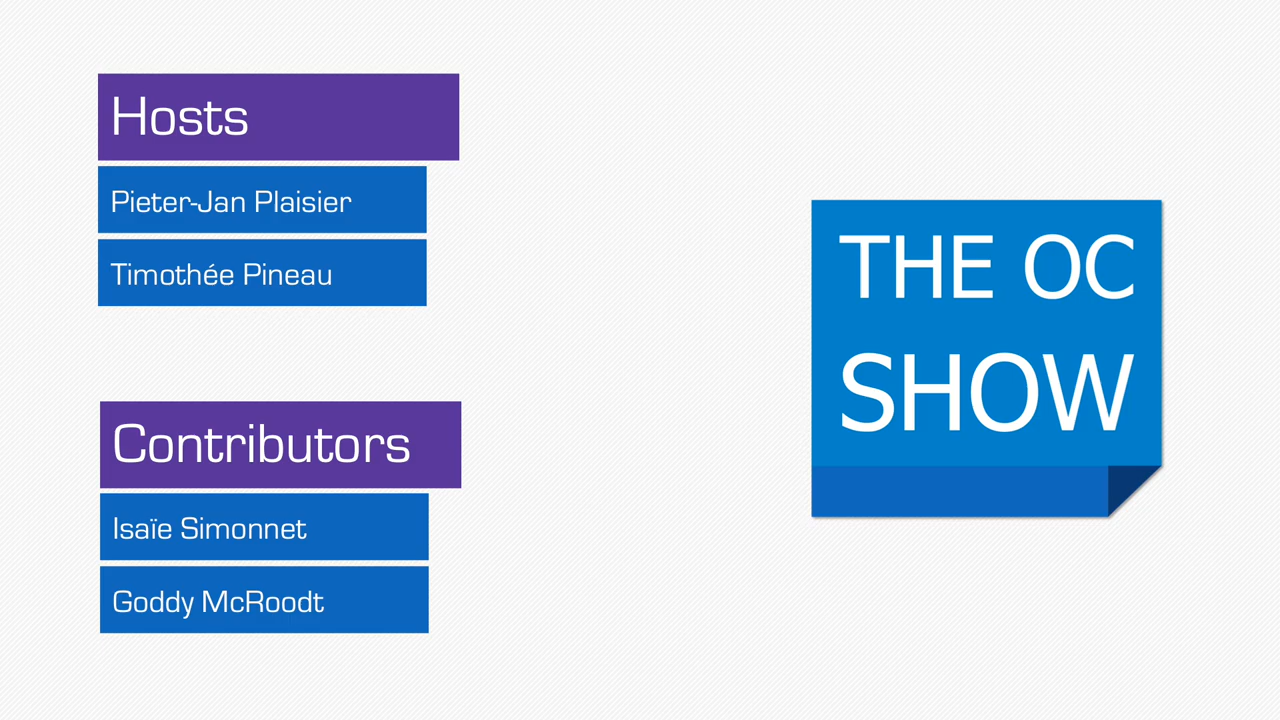 Hosts
Pieter-Jan Plaisier
Timothée Pineau
Contributors
Isaïe Simonnet
Goddy McRoodt
THE OC
SHOW